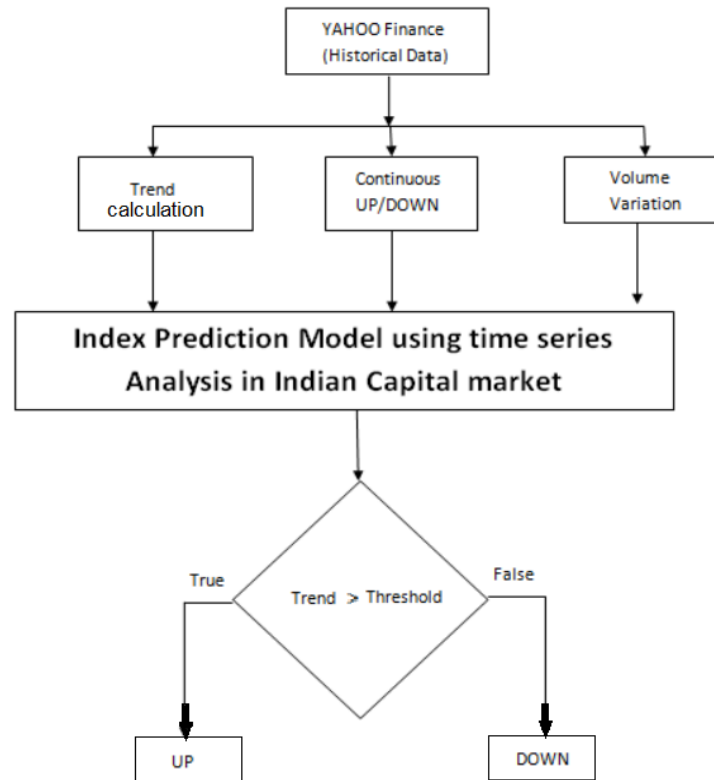 YAHOO Finance
(Historical Data)
Trend
calculation
Continuous
UP/DOWN
Volume
Variation
Index Prediction Model using time series
Analysis in Indian Capital market
True
False
Trend > Threshold
UP
DOWN